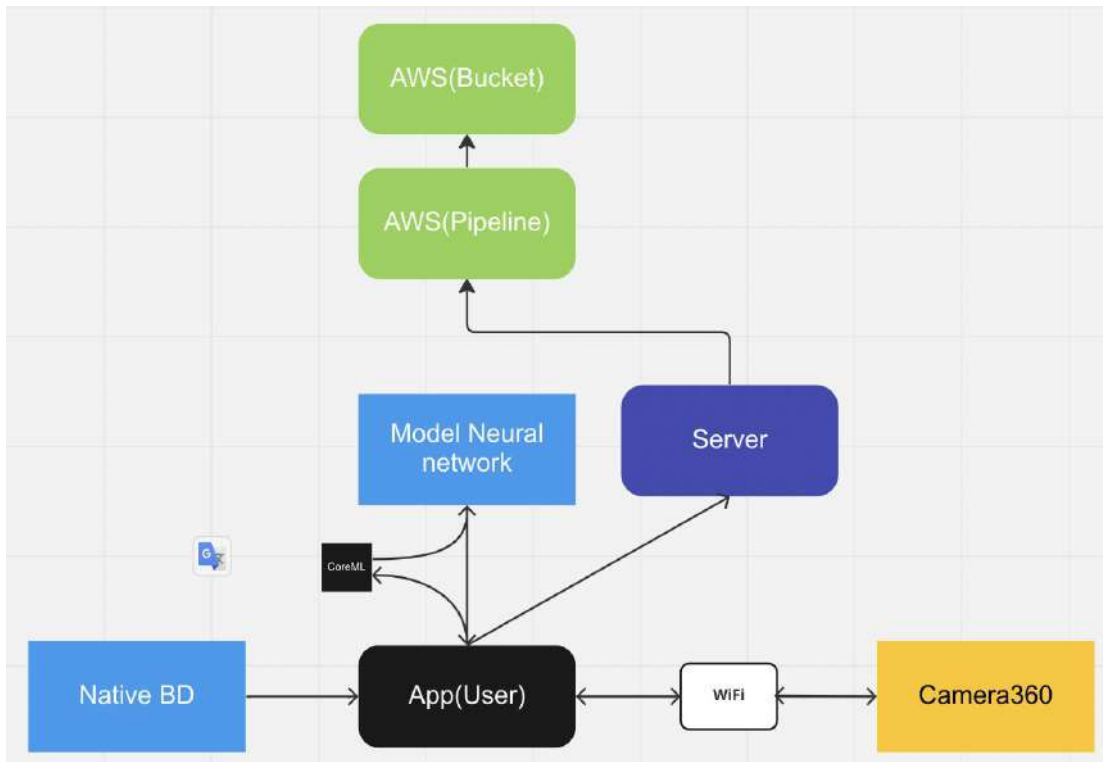 AWS(Bucket)
AWS(Pipeline)
Model Neural
network
Server
G
CoreML
Native BD
App(User)
WiFi
Camera360